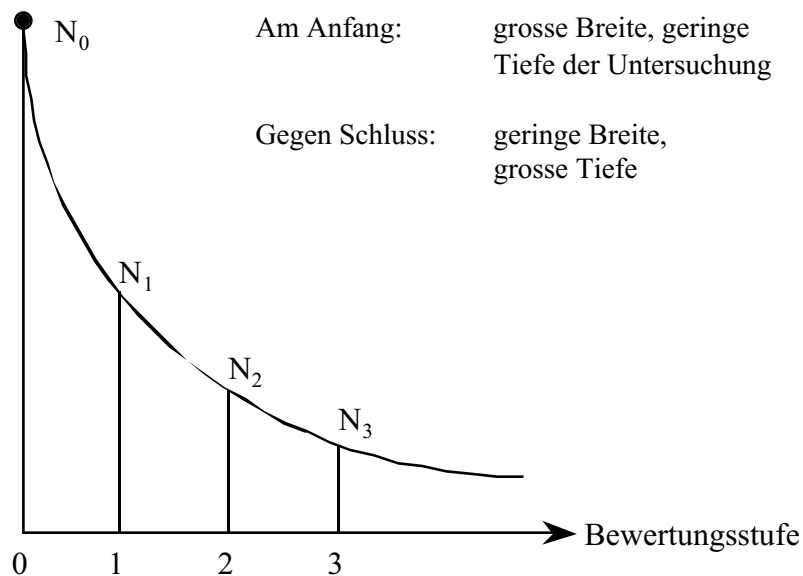 N₀
Am Anfang: grosse Breite, geringe
Tiefe der Untersuchung
Gegen Schluss: geringe Breite,
grosse Tiefe
N₁
N₂
N₃
Bewertungsstufe
0 1 2 3